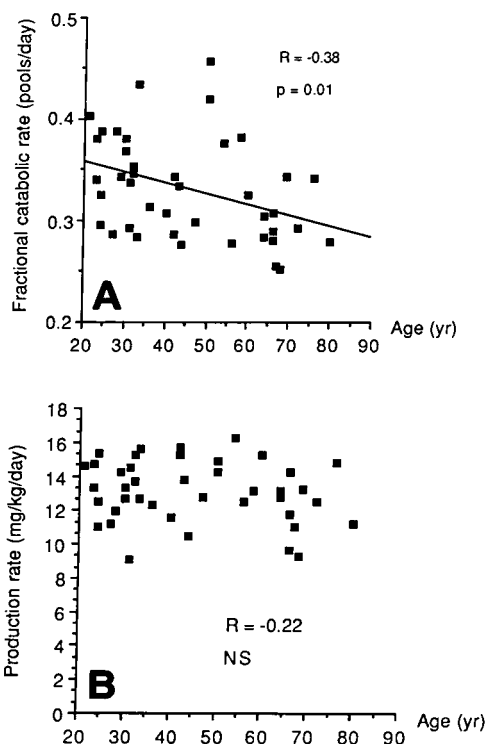 0.5
0.4
0.3
0.2
Fractional catabolic rate (pools/day)
R = -0.38
p = 0.01
A
20 30 40 50 60 70 80 90
Age (yr)
18
16
14
12
10
8
6
4
2
0
Production rate (mg/kg/day)
R = -0.22
NS
B
20 30 40 50 60 70 80 90
Age (yr)